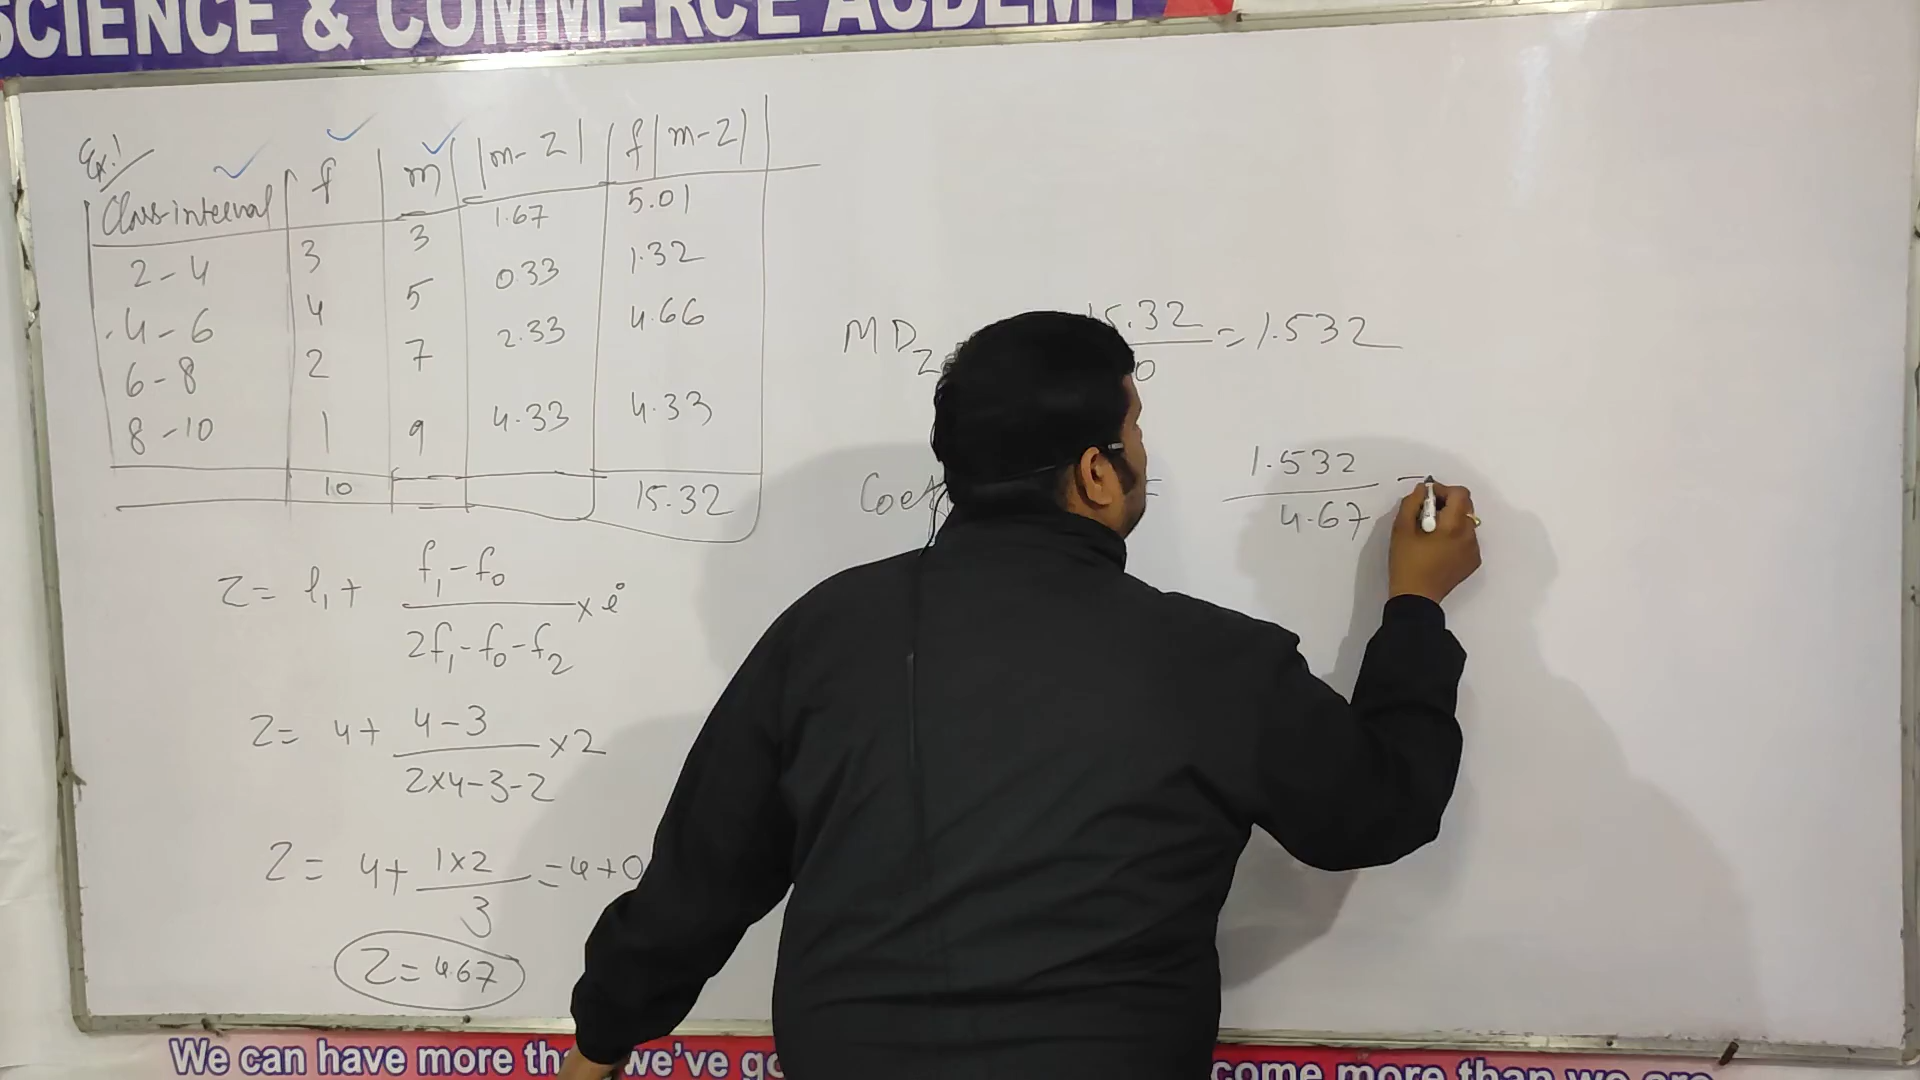 SCIENCE & COMMERCE ACDEMY
Ex!
Class-interval f m |m-Z| f|m-Z|
2-4 3 3 1.67 5.01
4-6 4 5 0.33 1.32
6-8 2 7 2.33 4.66
8-10 1 9 4.33 4.33
10 15.32
Z= l₁+ f₁-f₀ / 2f₁-f₀-f₂ × i
Z= 4+ 4-3 / 2×4-3-2 ×2
Z= 4+ 1×2 / 3 =4+0
Z=4.67
MD Z 15.32 / 0 =1.532
= 1.532 / 4.67
We can have more we've
come more than we are